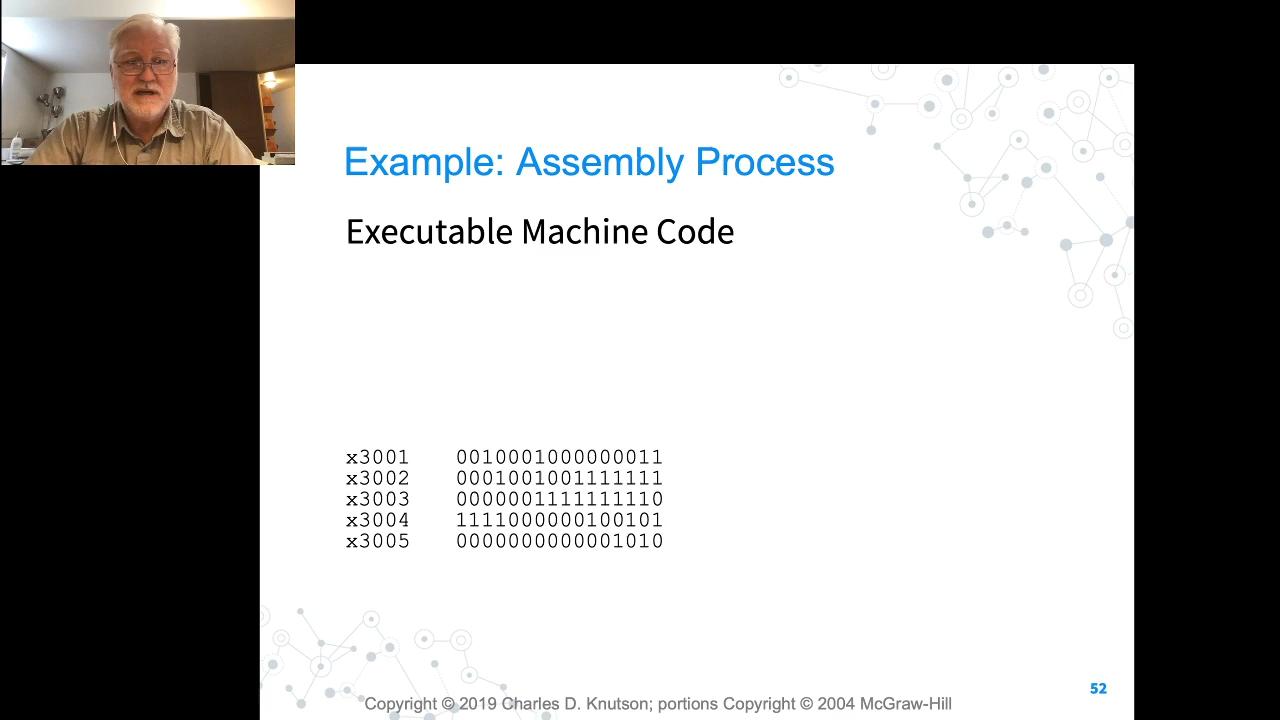 Example: Assembly Process
Executable Machine Code
x3001 0010001000000011
x3002 0001001001111111
x3003 0000001111111110
x3004 1111000000100101
x3005 0000000000001010
52
Copyright © 2019 Charles D. Knutson; portions Copyright © 2004 McGraw-Hill